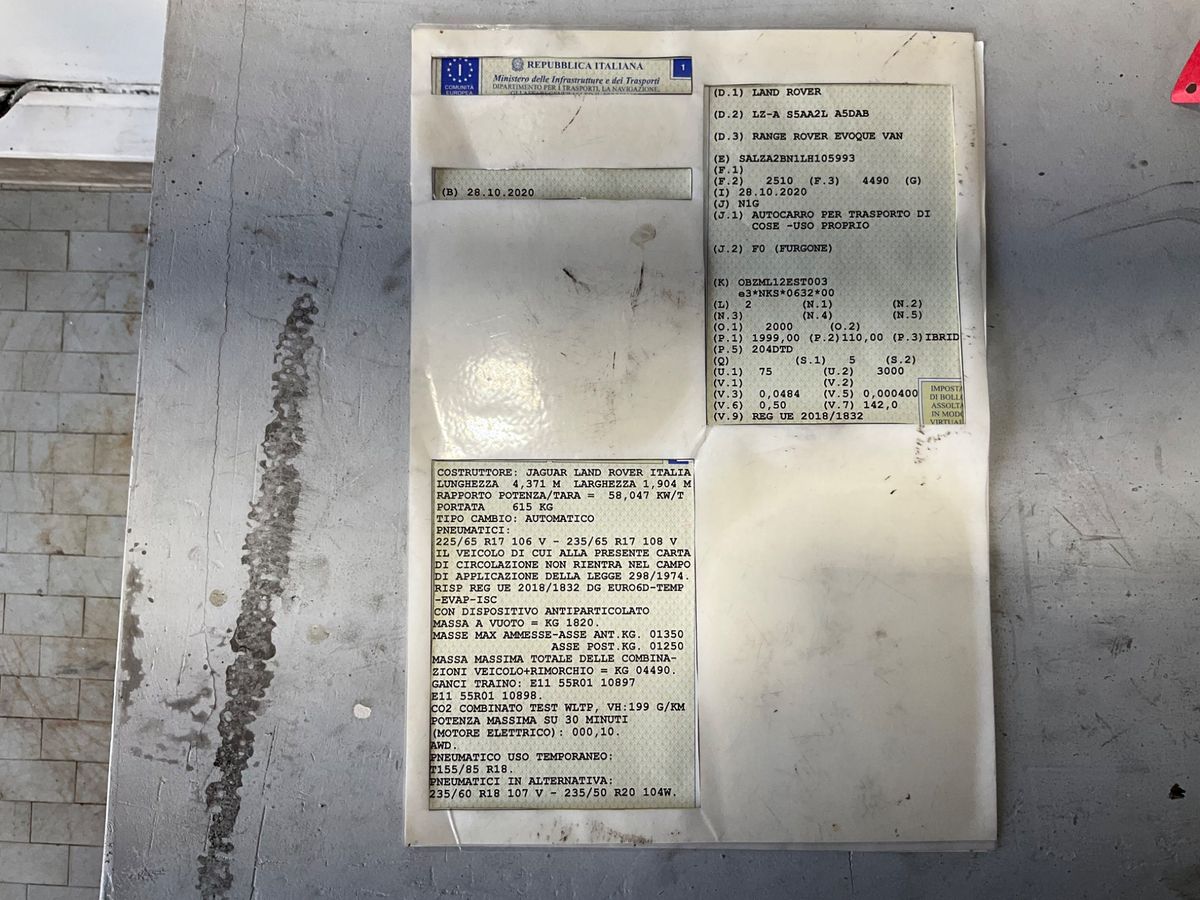 REPUBBLICA ITALIANA
1
I
Ministero delle Infrastrutture e dei Trasporti
COMUNITÀ
EUROPEA
DIPARTIMENTO PER I TRASPORTI, LA NAVIGAZIONE,
(B) 28.10.2020
(D.1) LAND ROVER
(D.2) LZ-A S5AA2L A5DAB
(D.3) RANGE ROVER EVOQUE VAN
(E) SALZA2BN1LH105993
(F.1)
(F.2) 2510 (F.3) 4490 (G)
(I) 28.10.2020
(J) N1G
(J.1) AUTOCARRO PER TRASPORTO DI
COSE -USO PROPRIO
(J.2) F0 (FURGONE)
(K) OBZML12EST003
e3*NKS*0632*00
(L) 2 (N.1) (N.2)
(N.3) (N.4) (N.5)
(O.1) 2000 (O.2)
(P.1) 1999,00 (P.2)110,00 (P.3)IBRID
(P.5) 204DTD
(Q) (S.1) 5 (S.2)
(U.1) 75 (U.2) 3000
(V.1) (V.2)
(V.3) 0,0484 (V.5) 0,000400
(V.6) 0,50 (V.7) 142,0
(V.9) REG UE 2018/1832
IMPOSTA
DI BOLLO
ASSOLTA
IN MODO
VIRTUAL
COSTRUTTORE: JAGUAR LAND ROVER ITALIA
LUNGHEZZA 4,371 M LARGHEZZA 1,904 M
RAPPORTO POTENZA/TARA = 58,047 KW/T
PORTATA 615 KG
TIPO CAMBIO: AUTOMATICO
PNEUMATICI:
225/65 R17 106 V - 235/65 R17 108 V
IL VEICOLO DI CUI ALLA PRESENTE CARTA
DI CIRCOLAZIONE NON RIENTRA NEL CAMPO
DI APPLICAZIONE DELLA LEGGE 298/1974.
RISP REG UE 2018/1832 DG EURO6D-TEMP
-EVAP-ISC
CON DISPOSITIVO ANTIPARTICOLATO
MASSA A VUOTO = KG 1820.
MASSE MAX AMMESSE-ASSE ANT.KG. 01350
ASSE POST.KG. 01250
MASSA MASSIMA TOTALE DELLE COMBINA-
ZIONI VEICOLO+RIMORCHIO = KG 04490.
GANCI TRAINO: E11 55R01 10897
E11 55R01 10898.
CO2 COMBINATO TEST WLTP, VH:199 G/KM
POTENZA MASSIMA SU 30 MINUTI
(MOTORE ELETTRICO): 000,10.
AWD.
PNEUMATICO USO TEMPORANEO:
T155/85 R18.
PNEUMATICI IN ALTERNATIVA:
235/60 R18 107 V - 235/50 R20 104W.